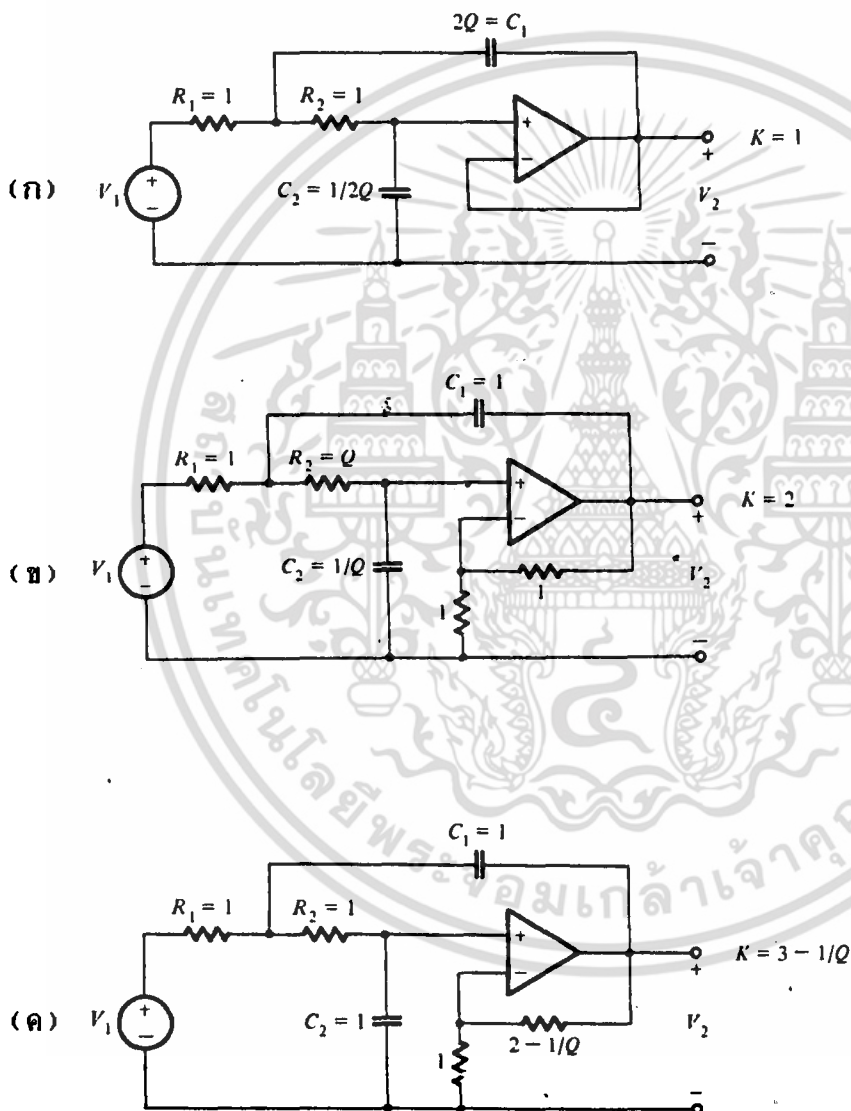 2Q = C₁
R₁ = 1
R₂ = 1
+
−
K = 1
+
(ก)
V₁
+
−
C₂ = 1/2Q
V₂
−
C₁ = 1
R₁ = 1
R₂ = Q
+
−
K = 2
+
(ข)
V₁
+
−
C₂ = 1/Q
1
V₂
1
−
C₁ = 1
R₁ = 1
R₂ = 1
+
−
K = 3 − 1/Q
+
(ค)
V₁
+
−
C₂ = 1
2 − 1/Q
V₂
1
−